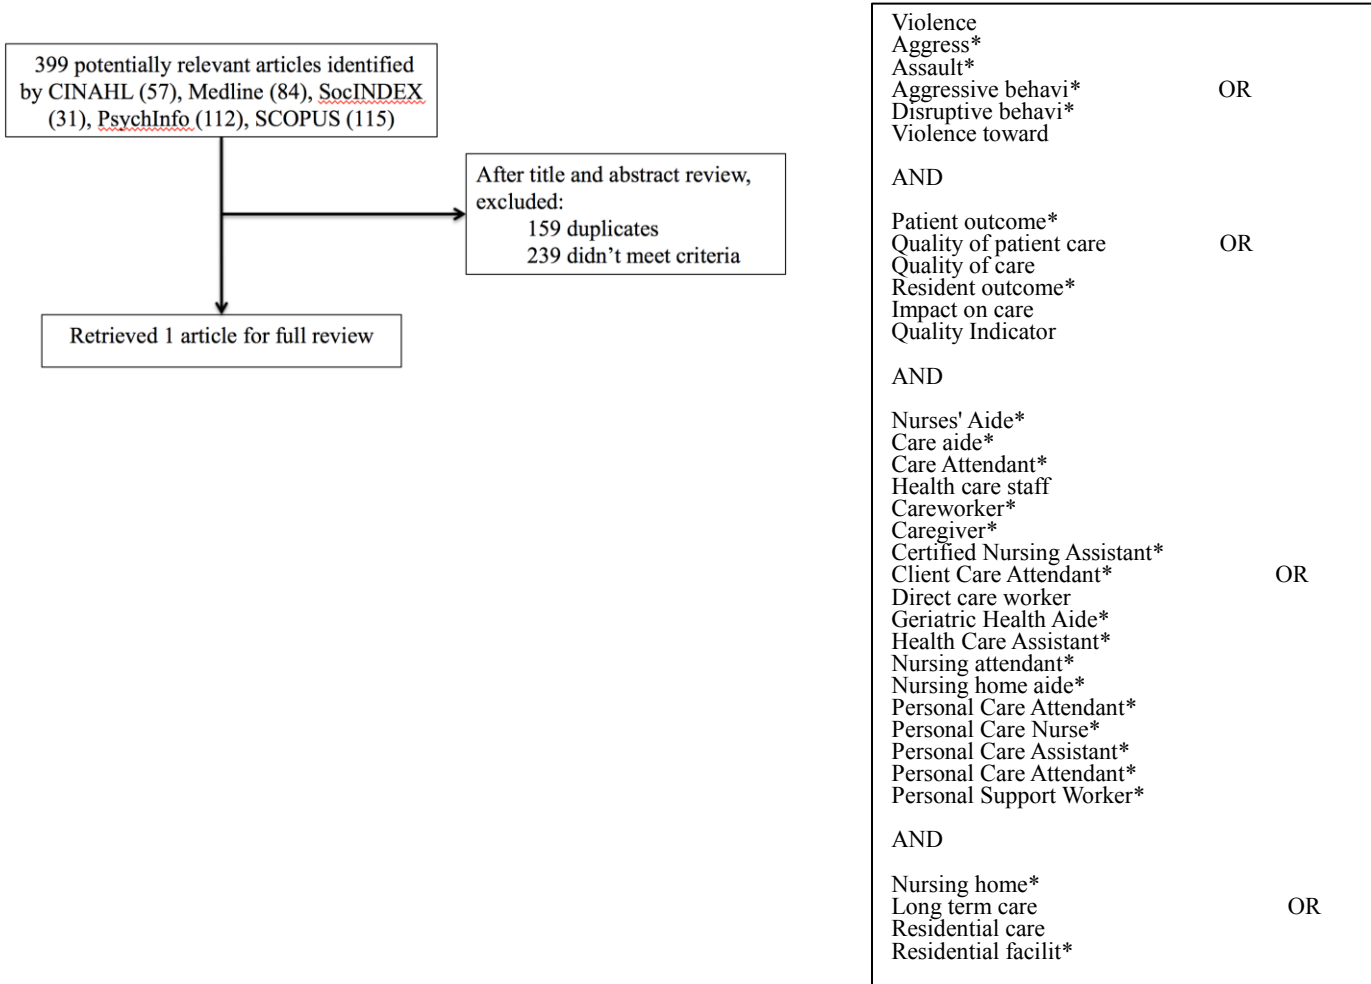 399 potentially relevant articles identified
by CINAHL (57), Medline (84), SocINDEX
(31), PsychInfo (112), SCOPUS (115)
After title and abstract review,
excluded:
159 duplicates
239 didn't meet criteria
Retrieved 1 article for full review
Violence
Aggress*
Assault*
Aggressive behavi* OR
Disruptive behavi*
Violence toward
AND
Patient outcome*
Quality of patient care OR
Quality of care
Resident outcome*
Impact on care
Quality Indicator
AND
Nurses' Aide*
Care aide*
Care Attendant*
Health care staff
Careworker*
Caregiver*
Certified Nursing Assistant*
Client Care Attendant* OR
Direct care worker
Geriatric Health Aide*
Health Care Assistant*
Nursing attendant*
Nursing home aide*
Personal Care Attendant*
Personal Care Nurse*
Personal Care Assistant*
Personal Care Attendant*
Personal Support Worker*
AND
Nursing home*
Long term care OR
Residential care
Residential facilit*